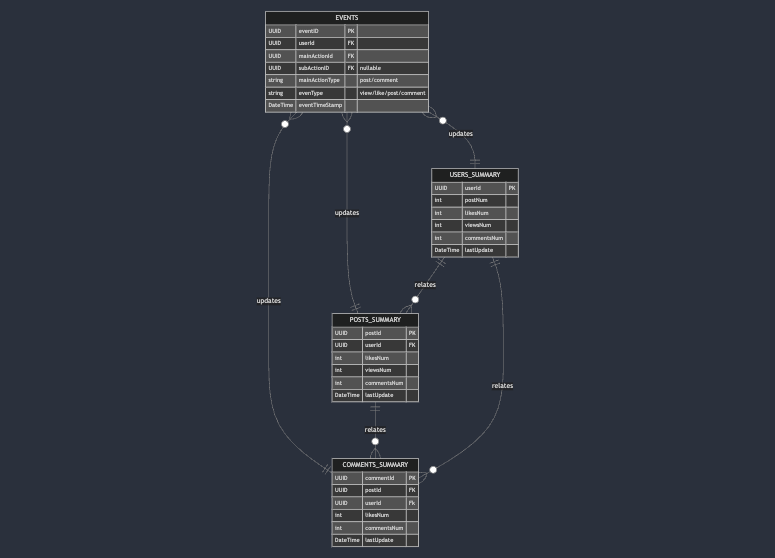 EVENTS
UUID eventID PK
UUID userId FK
UUID mainActionId FK
UUID subActionID FK nullable
string mainActionType post/comment
string evenType view/like/post/comment
DateTime eventTimeStamp
updates
USERS_SUMMARY
UUID userId PK
int postNum
int likesNum
int viewsNum
int commentsNum
DateTime lastUpdate
updates
relates
updates
POSTS_SUMMARY
UUID postId PK
UUID userId FK
int likesNum
int viewsNum
int commentsNum
DateTime lastUpdate
relates
relates
COMMENTS_SUMMARY
UUID commentId PK
UUID postId FK
UUID userId Fk
int likesNum
int commentsNum
DateTime lastUpdate